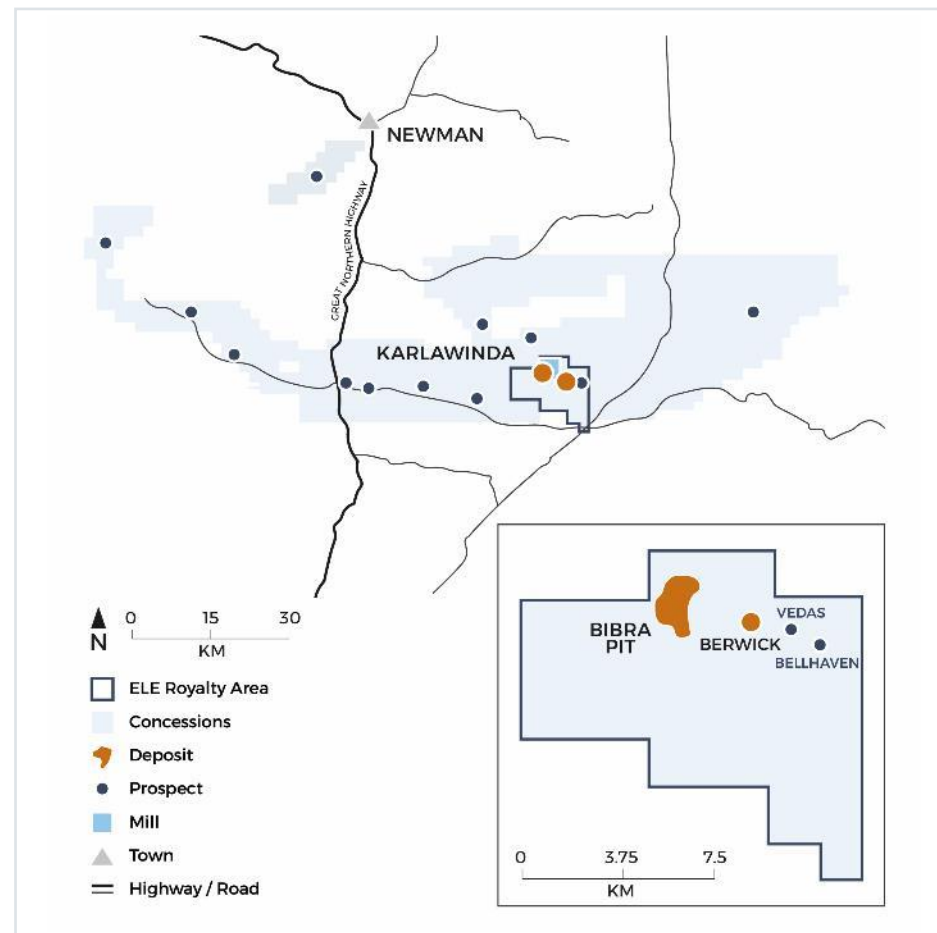 NEWMAN
GREAT NORTHERN HIGHWAY
KARLAWINDA
N
0 15 30
KM
ELE Royalty Area
Concessions
Deposit
Prospect
Mill
Town
Highway / Road
BIBRA
PIT
BERWICK
VEDAS
BELLHAVEN
0 3.75 7.5
KM